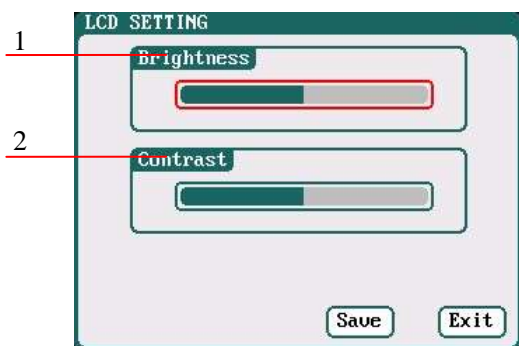 LCD SETTING
1
Brightness
2
Contrast
Save Exit